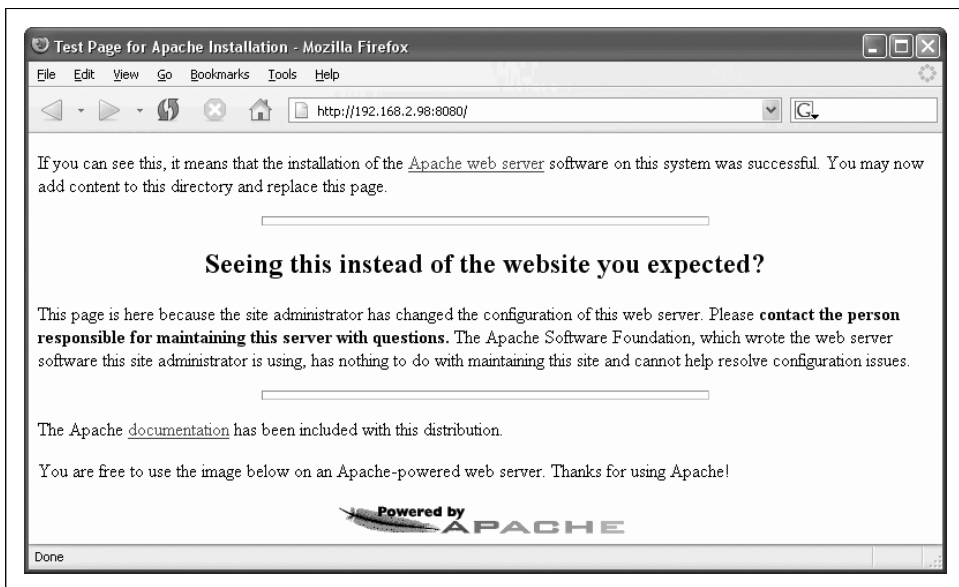 Test Page for Apache Installation - Mozilla Firefox
File Edit View Go Bookmarks Tools Help
http://192.168.2.98:8080/ G
If you can see this, it means that the installation of the Apache web server software on this system was successful. You may now
add content to this directory and replace this page.
Seeing this instead of the website you expected?
This page is here because the site administrator has changed the configuration of this web server. Please contact the person
responsible for maintaining this server with questions. The Apache Software Foundation, which wrote the web server
software this site administrator is using, has nothing to do with maintaining this site and cannot help resolve configuration issues.
The Apache documentation has been included with this distribution.
You are free to use the image below on an Apache-powered web server. Thanks for using Apache!
Powered by
APACHE
Done